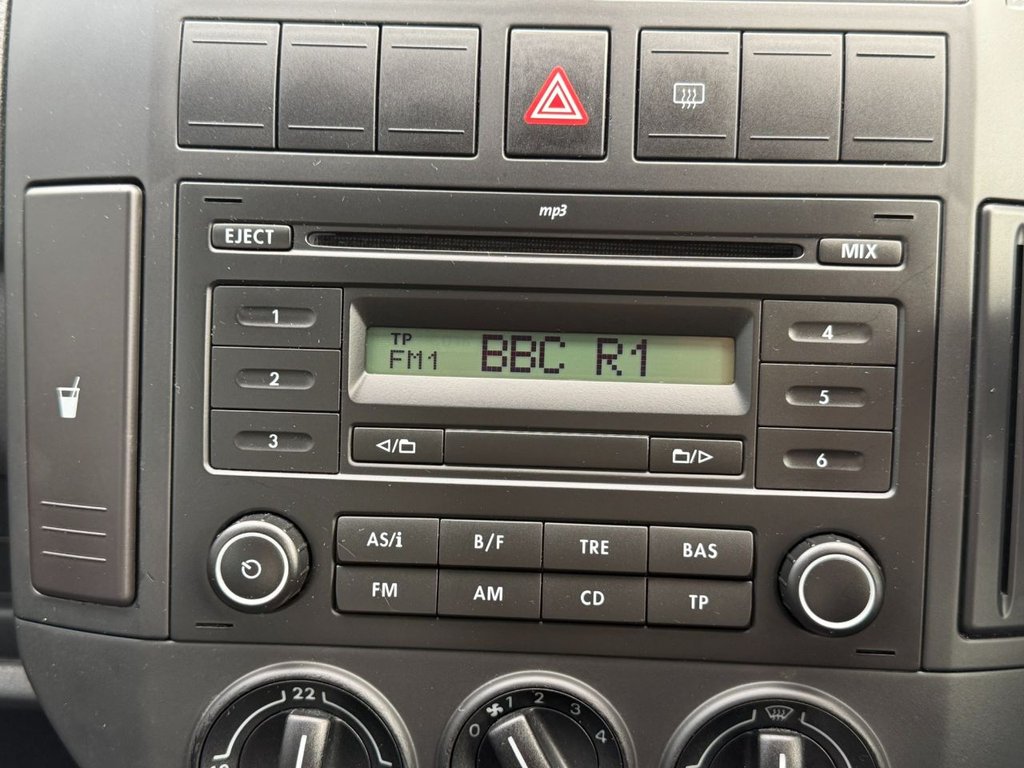 mp3
EJECT
MIX
1
4
TP
FM1 BBC R1
2
5
3
6
AS/i B/F TRE BAS
FM AM CD TP
22
0 1 2 3 4